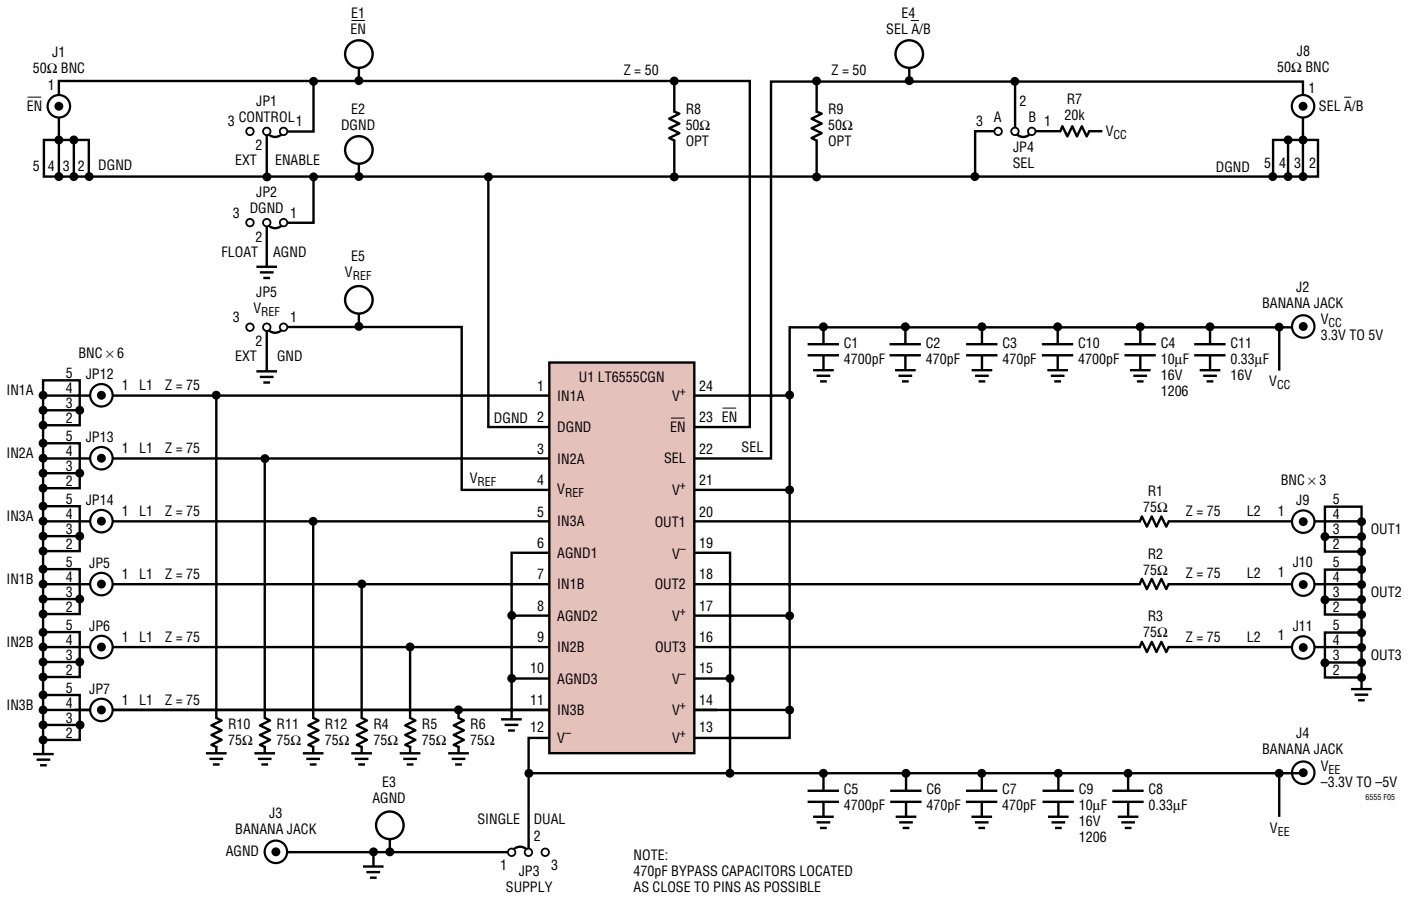 E1
EN
E4
SEL A/B
J1
50Ω BNC
J8
50Ω BNC
Z = 50
Z = 50
1
EN
1
SEL A/B
JP1
CONTROL
3
1
2
EXT
ENABLE
E2
DGND
R8
50Ω
OPT
R9
50Ω
OPT
3
A
2
B
1
JP4
SEL
R7
20k
VCC
5
4
3
2
DGND
DGND
5
4
3
2
JP2
DGND
3
1
2
FLOAT
AGND
E5
VREF
JP5
VREF
3
1
2
EXT
GND
J2
BANANA JACK
VCC
3.3V TO 5V
C1
4700pF
C2
470pF
C3
470pF
C10
4700pF
C4
10µF
16V
1206
C11
0.33µF
16V
VCC
BNC × 6
IN1A
5
4
3
2
JP12
1 L1 Z = 75
IN2A
5
4
3
2
JP13
1 L1 Z = 75
IN3A
5
4
3
2
JP14
1 L1 Z = 75
IN1B
5
4
3
2
JP5
1 L1 Z = 75
IN2B
5
4
3
2
JP6
1 L1 Z = 75
IN3B
5
4
3
2
JP7
1 L1 Z = 75
R10
75Ω
R11
75Ω
R12
75Ω
R4
75Ω
R5
75Ω
R6
75Ω
U1 LT6555CGN
1 IN1A
V+ 24
DGND 2 DGND
EN 23 EN
3 IN2A
SEL 22 SEL
VREF 4 VREF
V+ 21
5 IN3A
OUT1 20
6 AGND1
V– 19
7 IN1B
OUT2 18
8 AGND2
V+ 17
9 IN2B
OUT3 16
10 AGND3
V– 15
11 IN3B
V+ 14
12 V–
V+ 13
BNC × 3
R1
75Ω
Z = 75 L2 1
J9
5
4
3
2
OUT1
R2
75Ω
Z = 75 L2 1
J10
5
4
3
2
OUT2
R3
75Ω
Z = 75 L2 1
J11
5
4
3
2
OUT3
J4
BANANA JACK
VEE
–3.3V TO –5V
6555 F05
C5
4700pF
C6
470pF
C7
470pF
C9
10µF
16V
1206
C8
0.33µF
VEE
J3
BANANA JACK
AGND
E3
AGND
SINGLE
DUAL
2
1
3
JP3
SUPPLY
NOTE:
470pF BYPASS CAPACITORS LOCATED
AS CLOSE TO PINS AS POSSIBLE